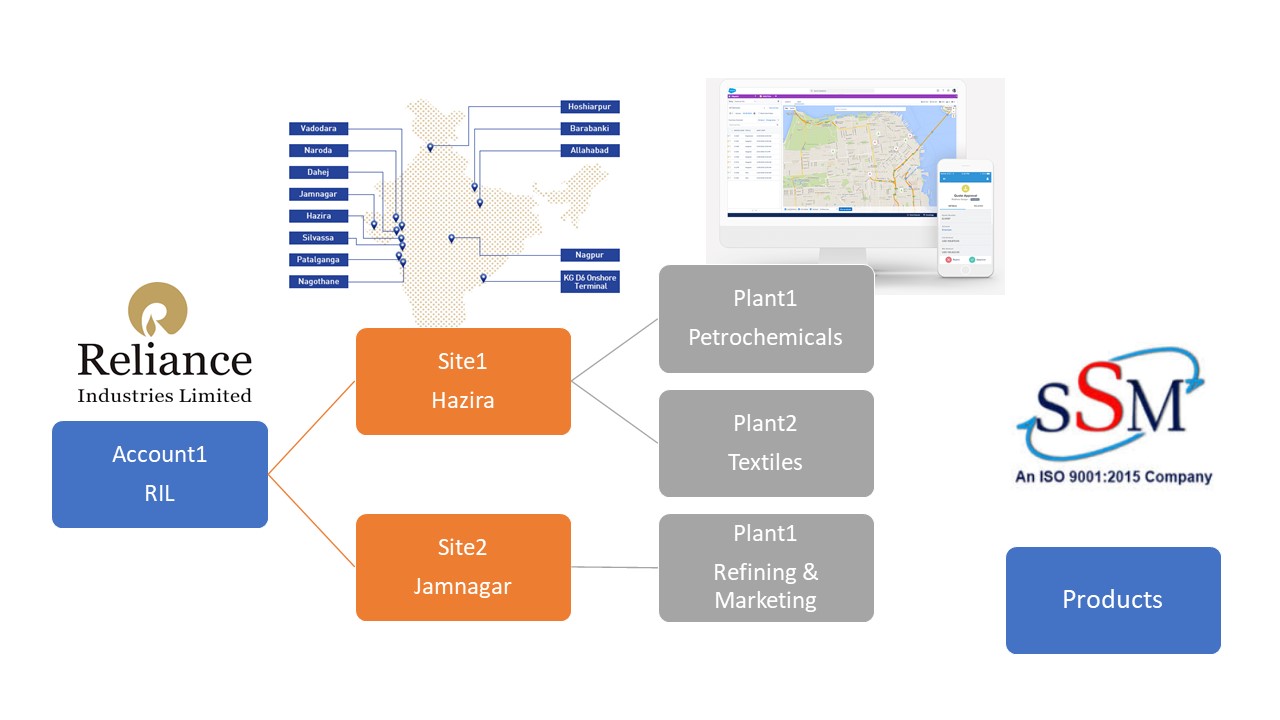 Hoshiarpur
Vadodara
Barabanki
Naroda
Allahabad
Dahej
Jamnagar
Hazira
Silvassa
Patalganga
Nagpur
Nagothane
KG D6 Onshore
Terminal
Quote Approval
Reliance
Industries Limited
Account1
RIL
Site1
Hazira
Site2
Jamnagar
Plant1
Petrochemicals
Plant2
Textiles
Plant1
Refining &
Marketing
SSM
An ISO 9001:2015 Company
Products